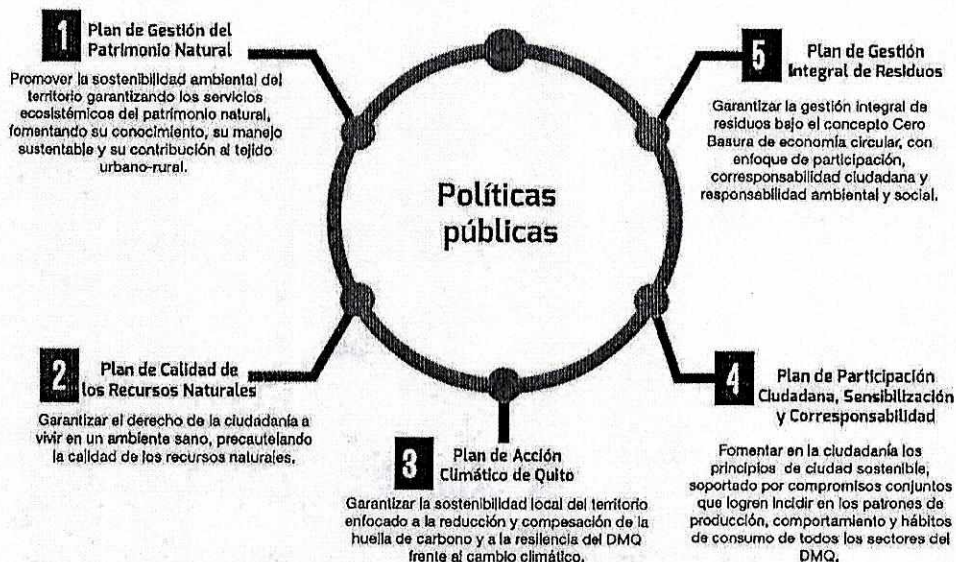 1
Plan de Gestión del
Patrimonio Natural
Promover la sostenibilidad ambiental del
territorio garantizando los servicios
ecosistémicos del patrimonio natural,
fomentando su conocimiento, su manejo
sustentable y su contribución al tejido
urbano-rural.
2
Plan de Calidad de
los Recursos Naturales
Garantizar el derecho de la ciudadanía a
vivir en un ambiente sano, precautelando
la calidad de los recursos naturales.
Políticas
públicas
3
Plan de Acción
Climático de Quito
Garantizar la sostenibilidad local del territorio
enfocado a la reducción y compesación de la
huella de carbono y a la resilencia del DMQ
frente al cambio climático.
5
Plan de Gestión
Integral de Residuos
Garantizar la gestión integral de
residuos bajo el concepto Cero
Basura de economía circular, con
enfoque de participación,
corresponsabilidad ciudadana y
responsabilidad ambiental y social.
4
Plan de Participación
Ciudadana, Sensibilización
y Corresponsabilidad
Fomentar en la ciudadanía los
principios de ciudad sostenible,
soportado por compromisos conjuntos
que logren incidir en los patrones de
producción, comportamiento y hábitos
de consumo de todos los sectores del
DMQ.